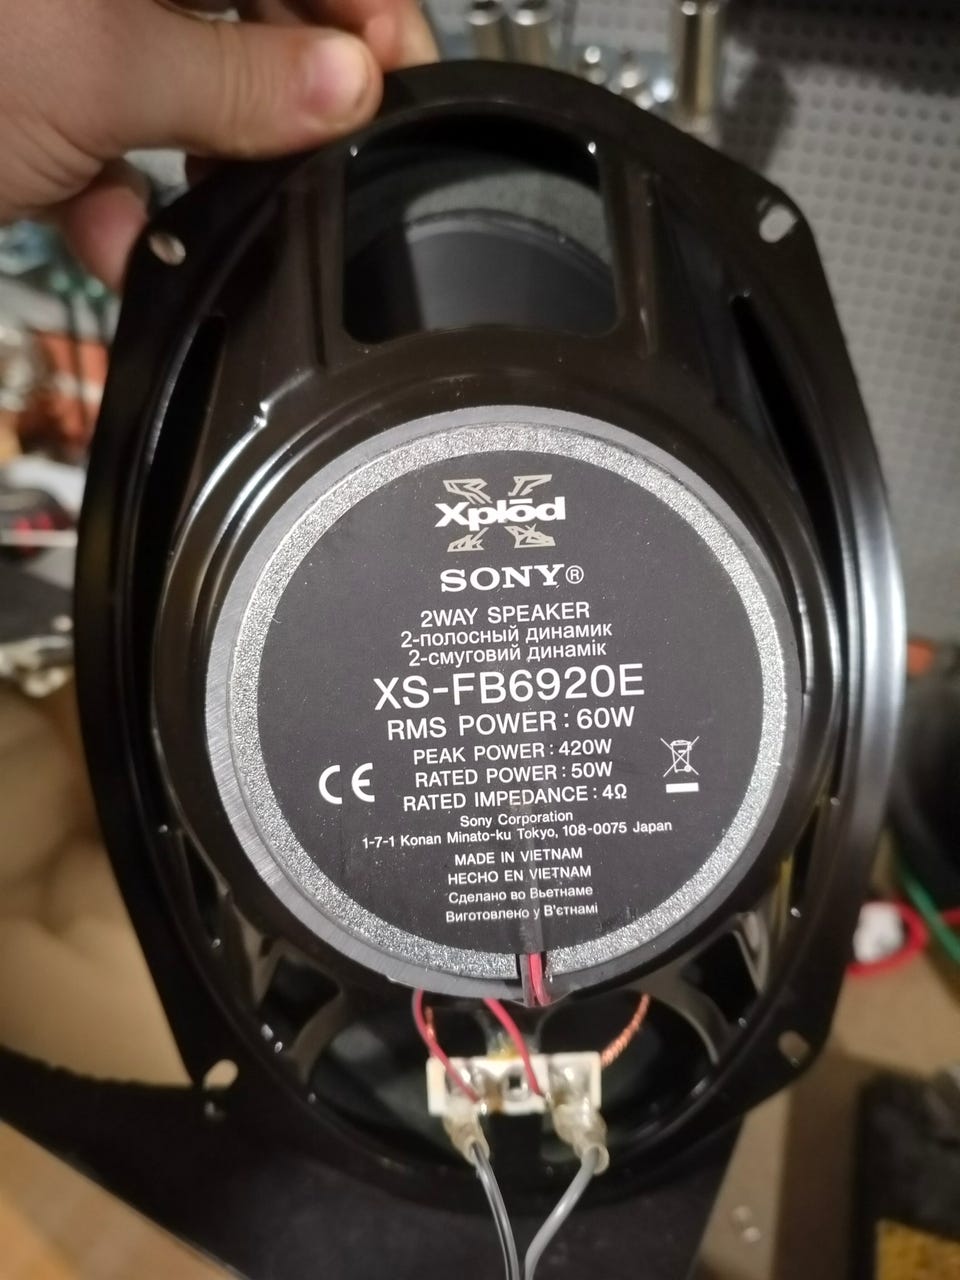 Xplōd
SONY®
2WAY SPEAKER
2-полосный динамик
2-смуговий динамік
XS-FB6920E
RMS POWER : 60W
PEAK POWER : 420W
RATED POWER : 50W
RATED IMPEDANCE : 4Ω
CE
Sony Corporation
1-7-1 Konan Minato-ku Tokyo, 108-0075 Japan
MADE IN VIETNAM
HECHO EN VIETNAM
Сделано во Вьетнаме
Виготовлено у В'єтнамі